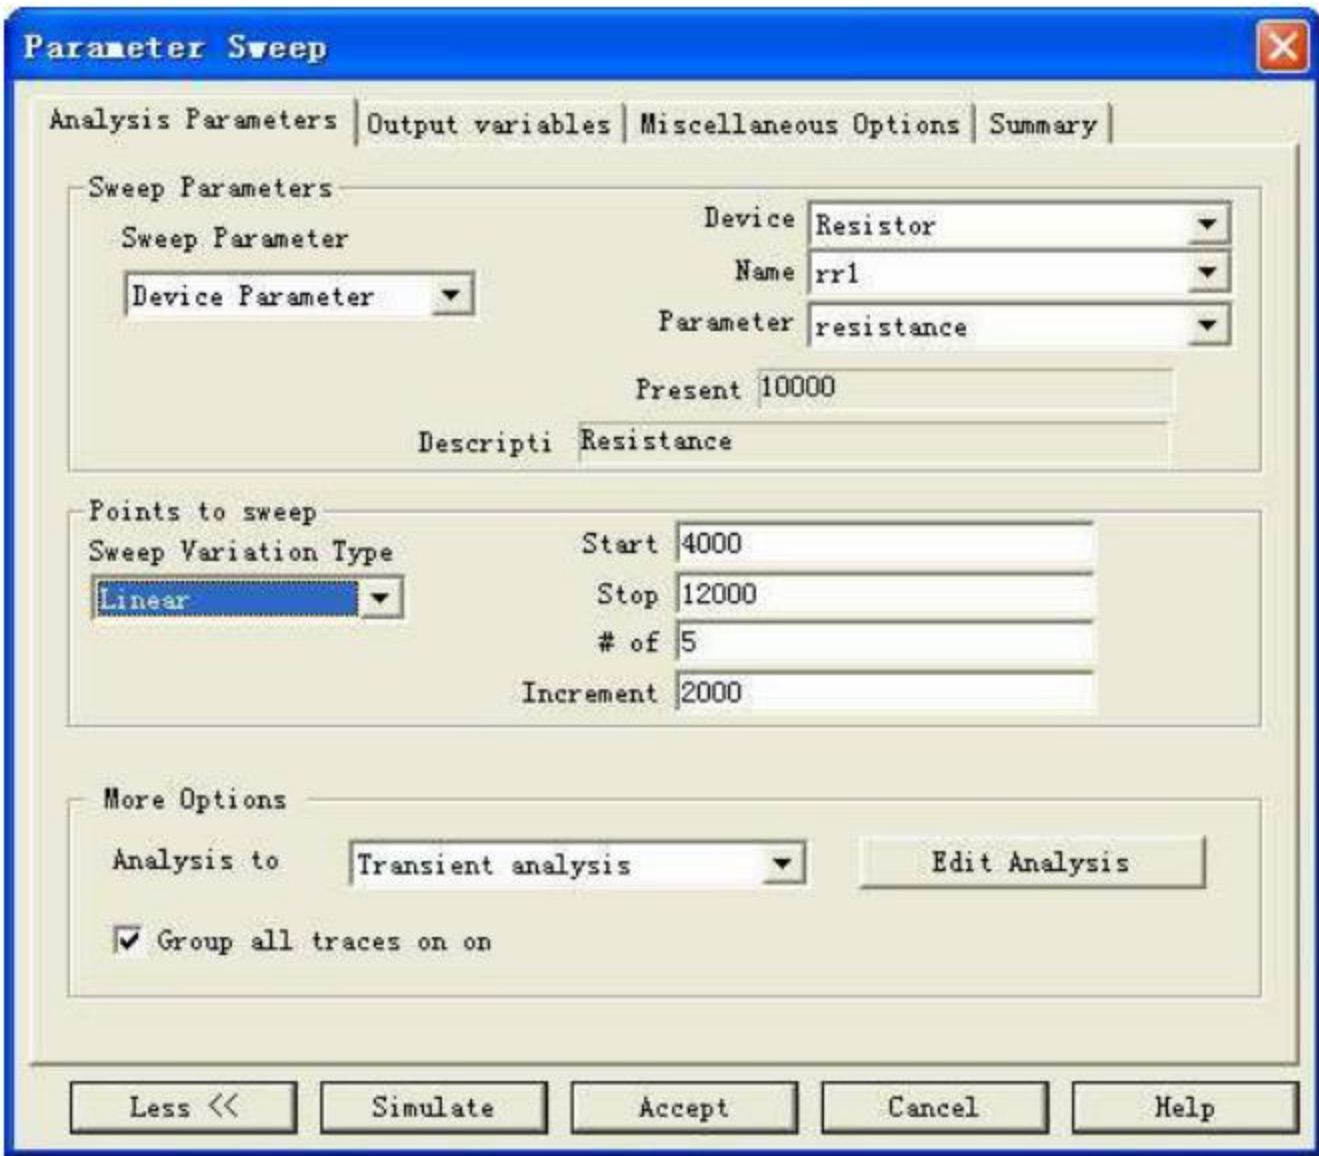 Parameter Sweep
Analysis Parameters Output variables Miscellaneous Options Summary
Sweep Parameters
Sweep Parameter
Device Parameter
Device Resistor
Name rr1
Parameter resistance
Present 10000
Descripti Resistance
Points to sweep
Sweep Variation Type
Linear
Start 4000
Stop 12000
# of 5
Increment 2000
More Options
Analysis to Transient analysis Edit Analysis
Group all traces on on
Less << Simulate Accept Cancel Help